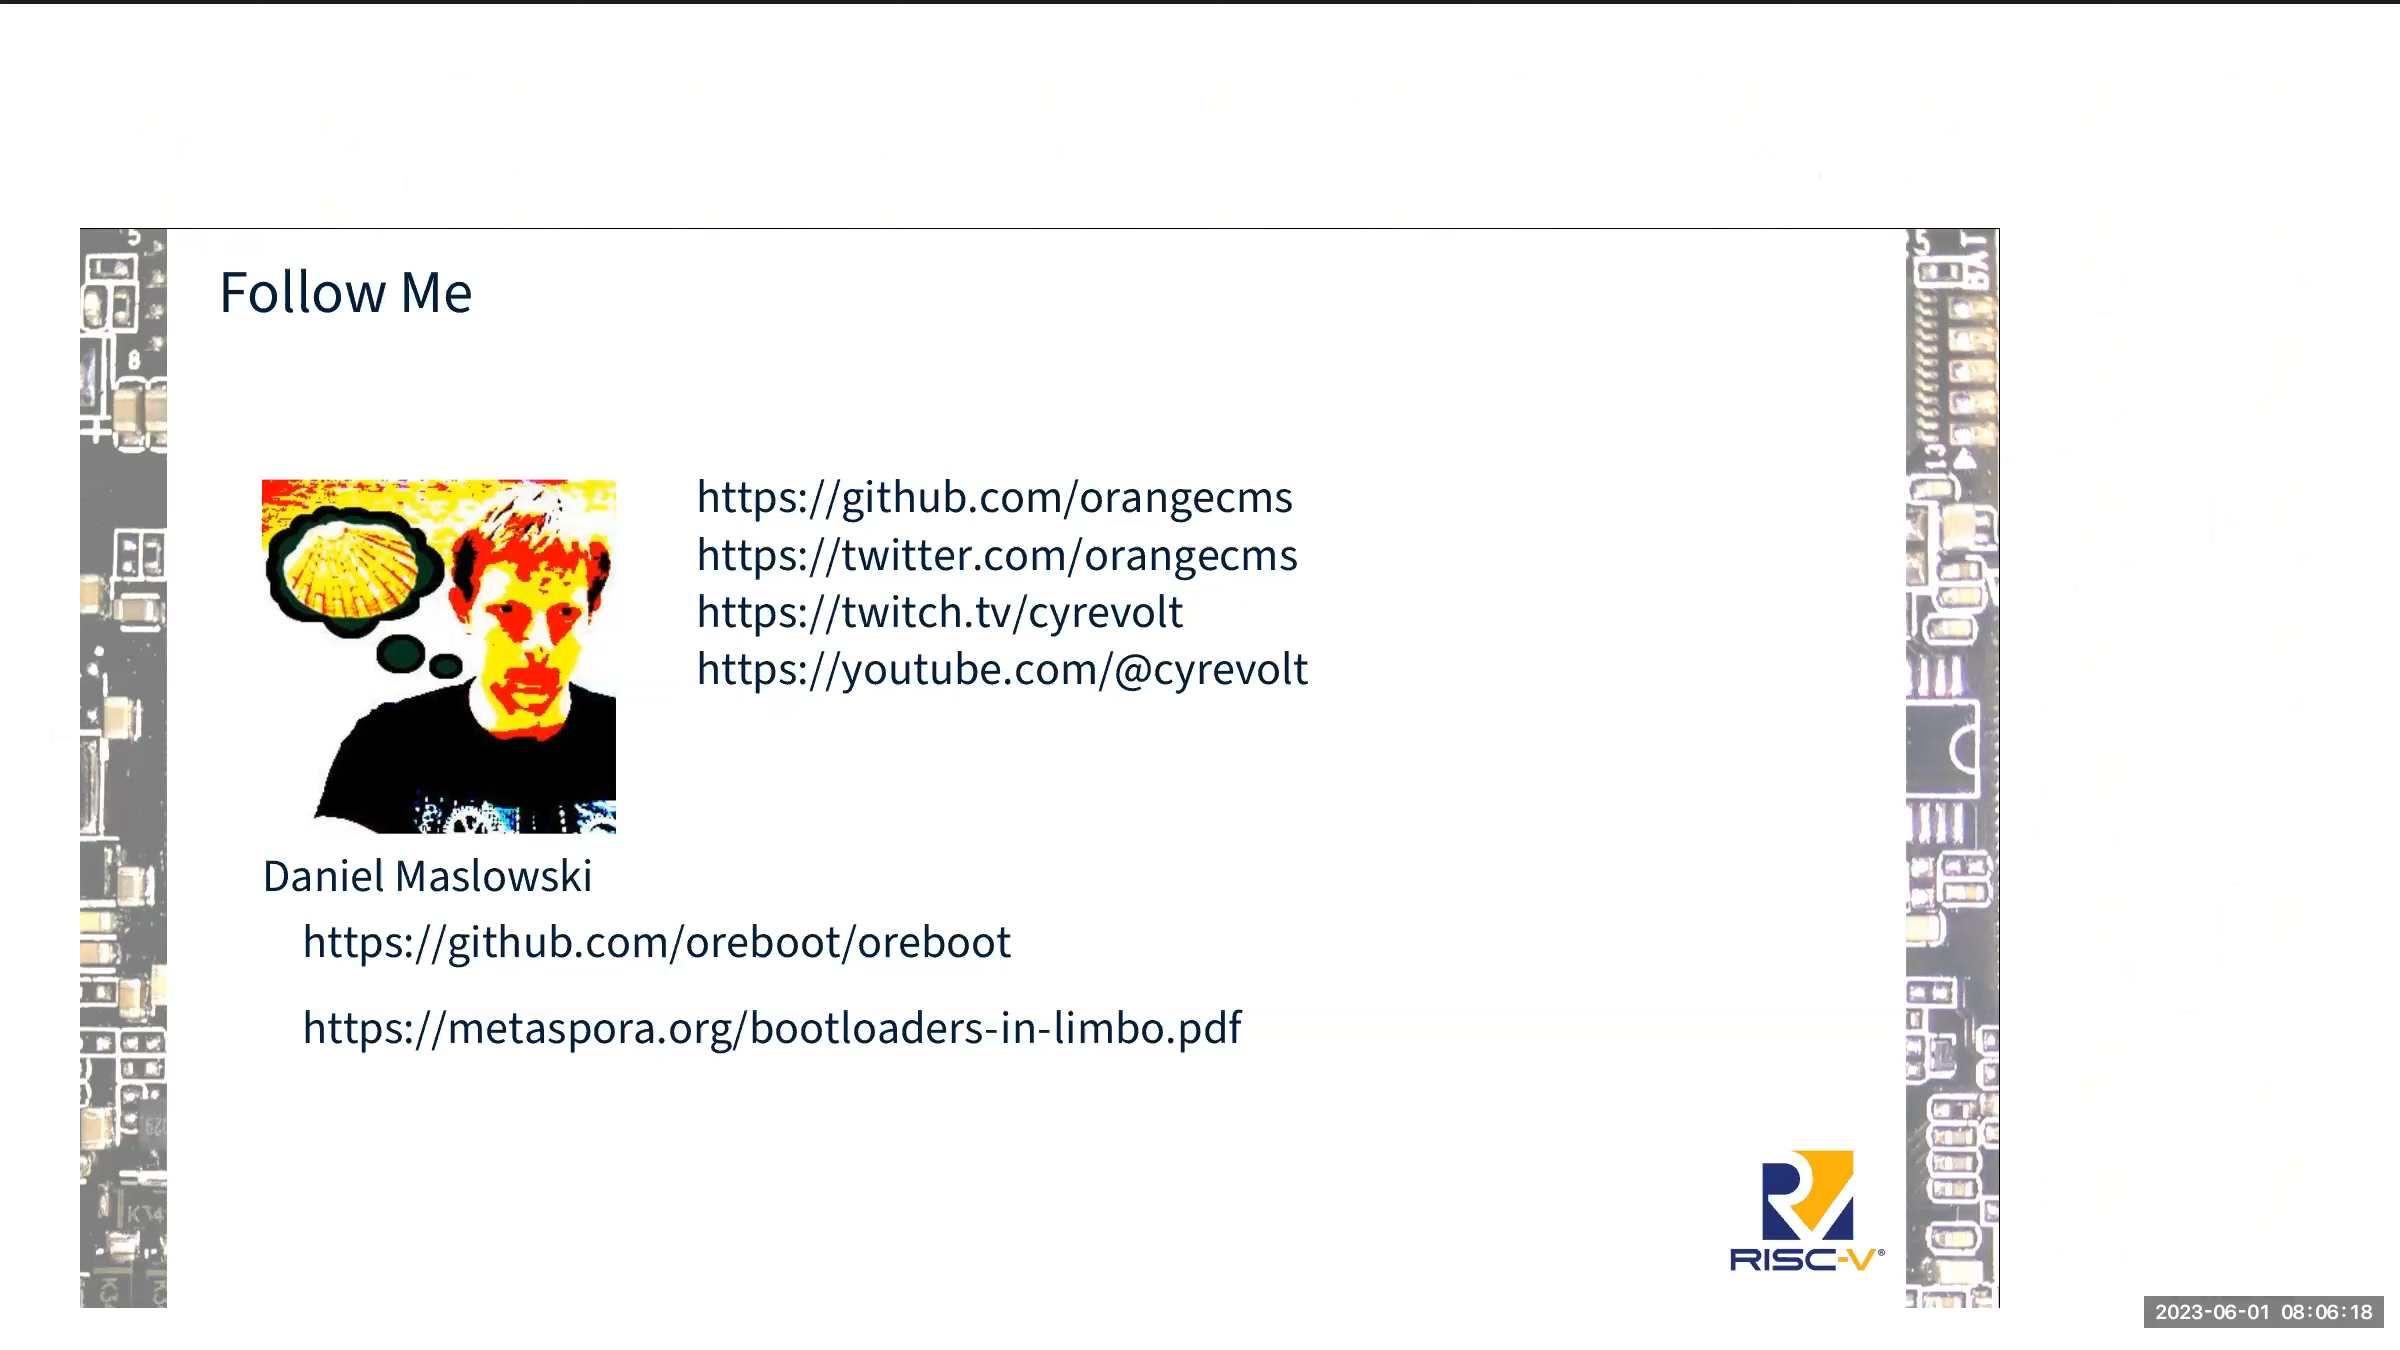 Follow Me
https://github.com/orangecms
https://twitter.com/orangecms
https://twitch.tv/cyrevolt
https://youtube.com/@cyrevolt
Daniel Maslowski
https://github.com/oreboot/oreboot
https://metaspora.org/bootloaders-in-limbo.pdf
RISC-V®
2023-06-01 08:06:18